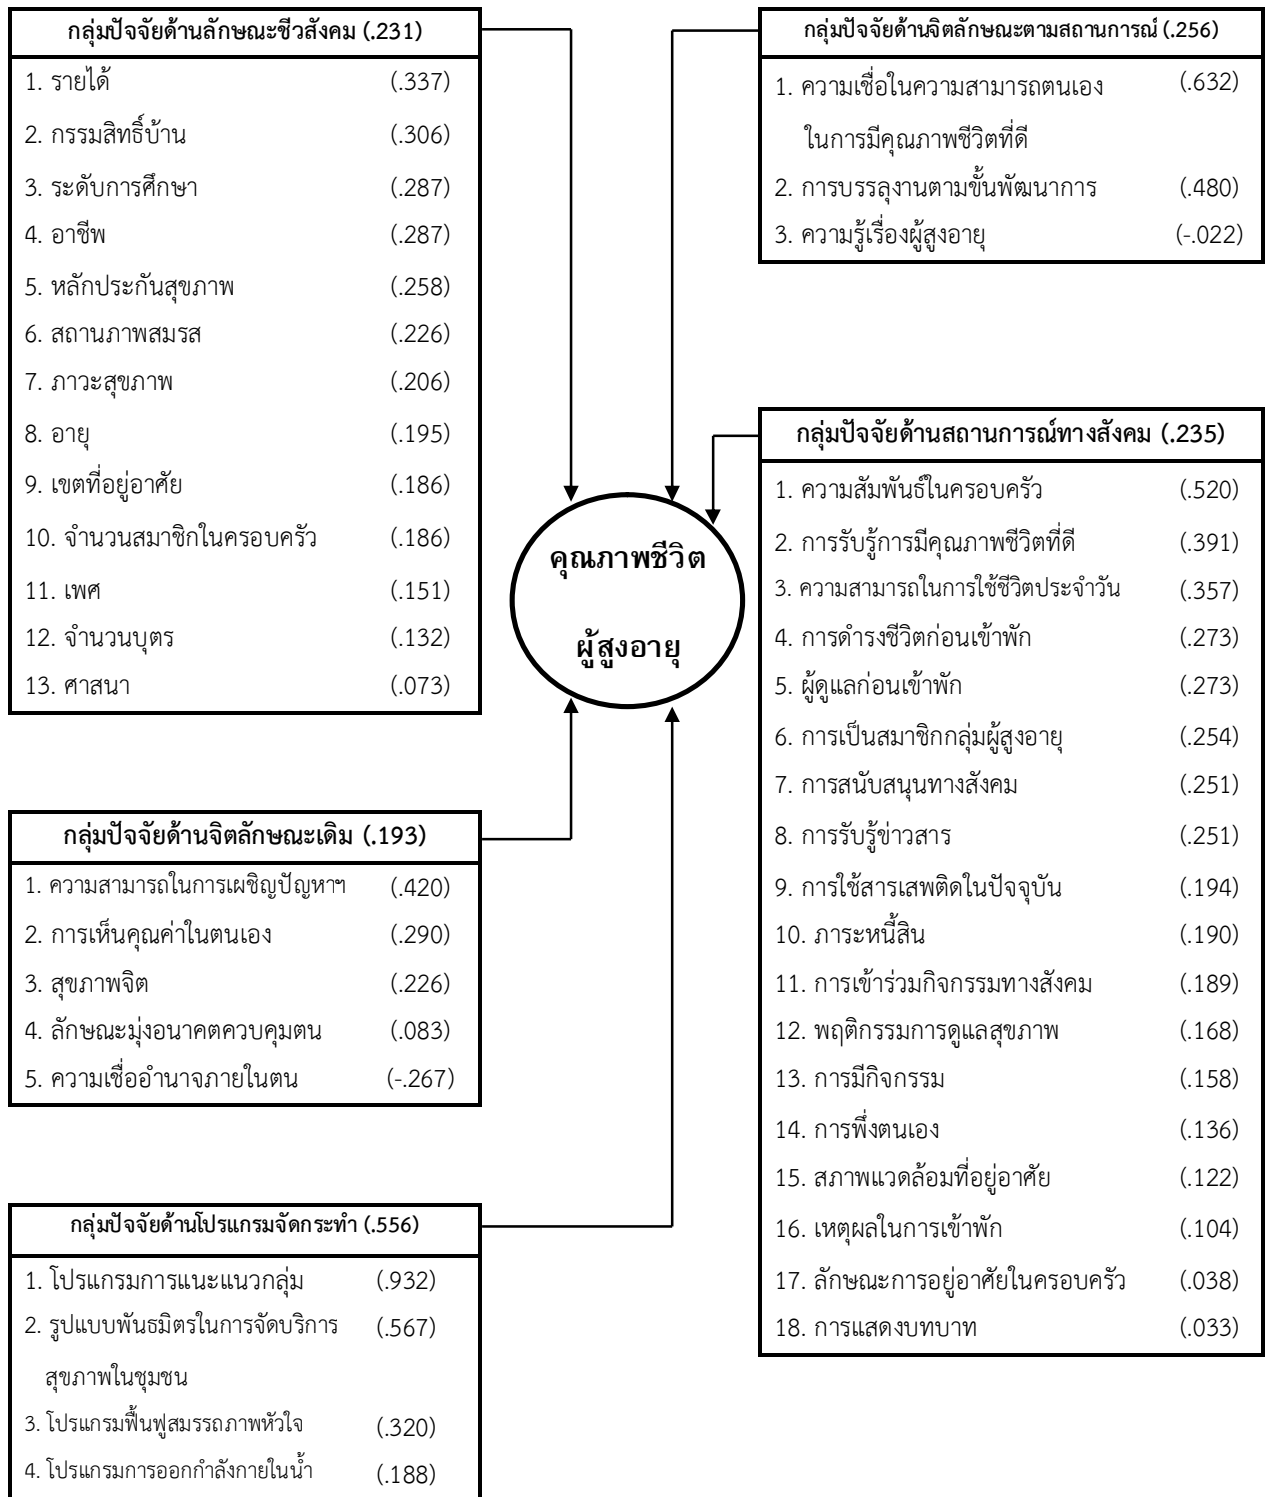 กลุ่มปัจจัยด้านลักษณะชีวสังคม (.231)
1. รายได้ (.337)
2. กรรมสิทธิ์บ้าน (.306)
3. ระดับการศึกษา (.287)
4. อาชีพ (.287)
5. หลักประกันสุขภาพ (.258)
6. สถานภาพสมรส (.226)
7. ภาวะสุขภาพ (.206)
8. อายุ (.195)
9. เขตที่อยู่อาศัย (.186)
10. จำนวนสมาชิกในครอบครัว (.186)
11. เพศ (.151)
12. จำนวนบุตร (.132)
13. ศาสนา (.073)
กลุ่มปัจจัยด้านจิตลักษณะตามสถานการณ์ (.256)
1. ความเชื่อในความสามารถตนเอง (.632)
ในการมีคุณภาพชีวิตที่ดี
2. การบรรลุงานตามขั้นพัฒนาการ (.480)
3. ความรู้เรื่องผู้สูงอายุ (-.022)
คุณภาพชีวิต
ผู้สูงอายุ
กลุ่มปัจจัยด้านสถานการณ์ทางสังคม (.235)
1. ความสัมพันธ์ในครอบครัว (.520)
2. การรับรู้การมีคุณภาพชีวิตที่ดี (.391)
3. ความสามารถในการใช้ชีวิตประจำวัน (.357)
4. การดำรงชีวิตก่อนเข้าพัก (.273)
5. ผู้ดูแลก่อนเข้าพัก (.273)
6. การเป็นสมาชิกกลุ่มผู้สูงอายุ (.254)
7. การสนับสนุนทางสังคม (.251)
8. การรับรู้ข่าวสาร (.251)
9. การใช้สารเสพติดในปัจจุบัน (.194)
10. ภาระหนี้สิน (.190)
11. การเข้าร่วมกิจกรรมทางสังคม (.189)
12. พฤติกรรมการดูแลสุขภาพ (.168)
13. การมีกิจกรรม (.158)
14. การพึ่งตนเอง (.136)
15. สภาพแวดล้อมที่อยู่อาศัย (.122)
16. เหตุผลในการเข้าพัก (.104)
17. ลักษณะการอยู่อาศัยในครอบครัว (.038)
18. การแสดงบทบาท (.033)
กลุ่มปัจจัยด้านจิตลักษณะเดิม (.193)
1. ความสามารถในการเผชิญปัญหาฯ (.420)
2. การเห็นคุณค่าในตนเอง (.290)
3. สุขภาพจิต (.226)
4. ลักษณะมุ่งอนาคตควบคุมตน (.083)
5. ความเชื่ออำนาจภายในตน (-.267)
กลุ่มปัจจัยด้านโปรแกรมจัดกระทำ (.556)
1. โปรแกรมการแนะแนวกลุ่ม (.932)
2. รูปแบบพันธมิตรในการจัดบริการ (.567)
สุขภาพในชุมชน
3. โปรแกรมฟื้นฟูสมรรถภาพหัวใจ (.320)
4. โปรแกรมการออกกำลังกายในน้ำ (.188)